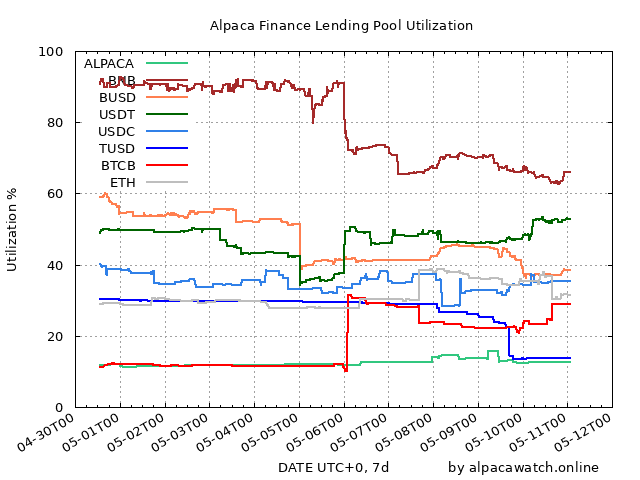 Alpaca Finance Lending Pool Utilization
Utilization %
100
80
60
40
20
0
ALPACA
BNB
BUSD
USDT
USDC
TUSD
BTCB
ETH
04-30T00
05-01T00
05-02T00
05-03T00
05-04T00
05-05T00
05-06T00
05-07T00
05-08T00
05-09T00
05-10T00
05-11T00
05-12T00
DATE UTC+0, 7d
by alpacawatch.online